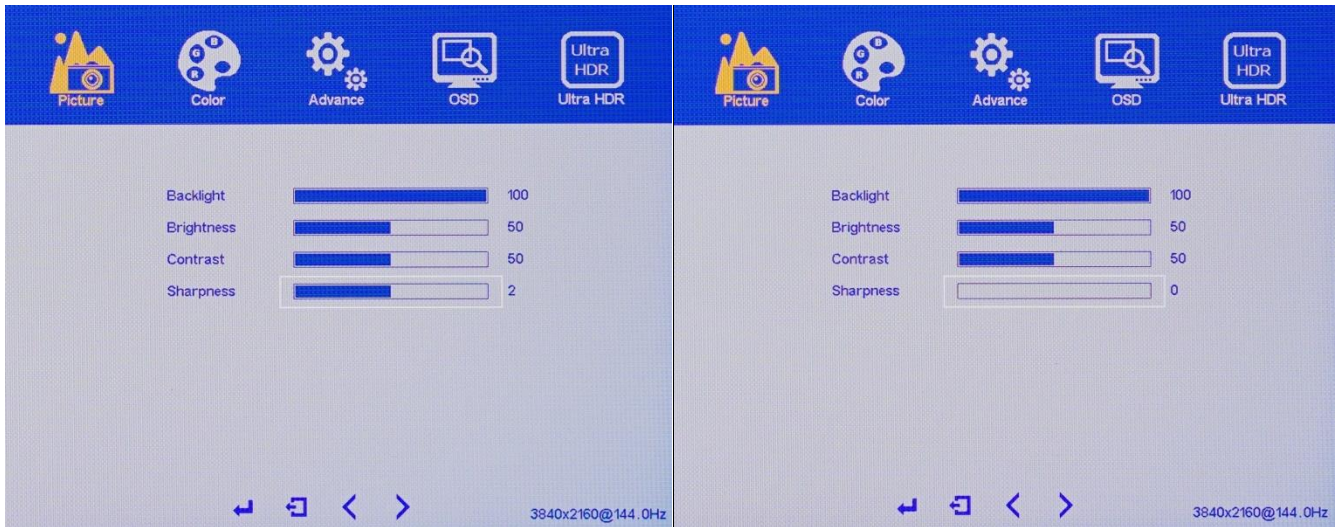 Ultra
HDR
Picture Color Advance OSD Ultra HDR
Backlight 100
Brightness 50
Contrast 50
Sharpness 2
3840x2160@144.0Hz
Ultra
HDR
Picture Color Advance OSD Ultra HDR
Backlight 100
Brightness 50
Contrast 50
Sharpness 0
3840x2160@144.0Hz